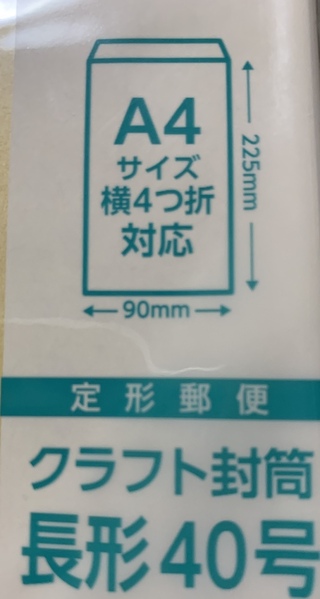 A4
サイズ
横4つ折
対応
225mm
90mm
定形郵便
クラフト封筒
長形40号